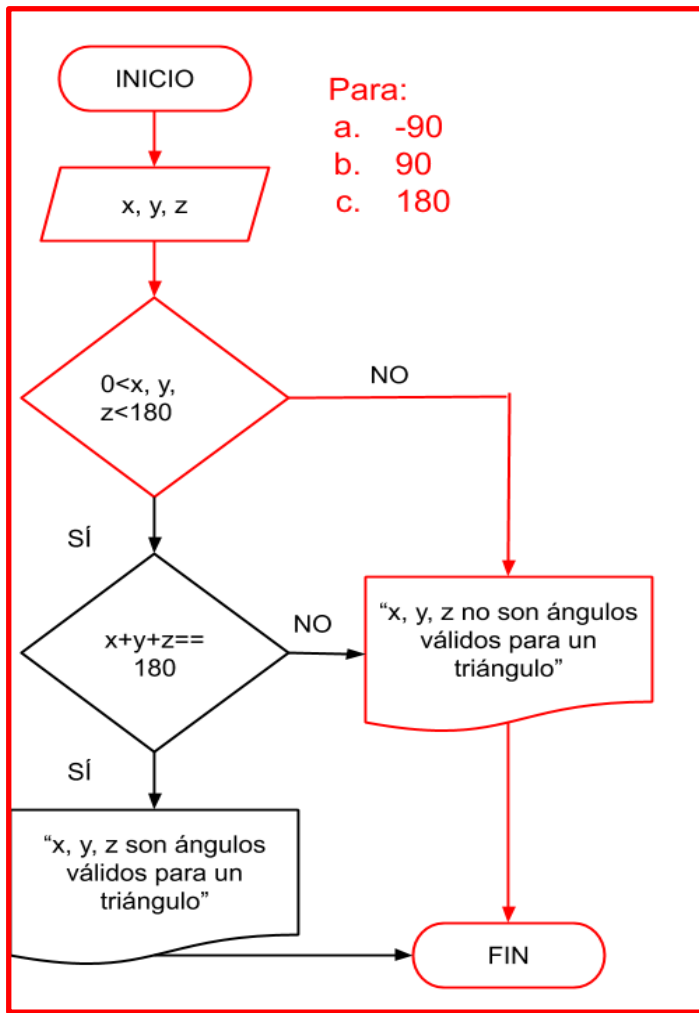 INICIO
Para:
a. -90
b. 90
c. 180
x, y, z
0<x, y,
z<180
NO
SÍ
x+y+z==
180
NO
“x, y, z no son ángulos
válidos para un
triángulo”
SÍ
“x, y, z son ángulos
válidos para un
triángulo”
FIN